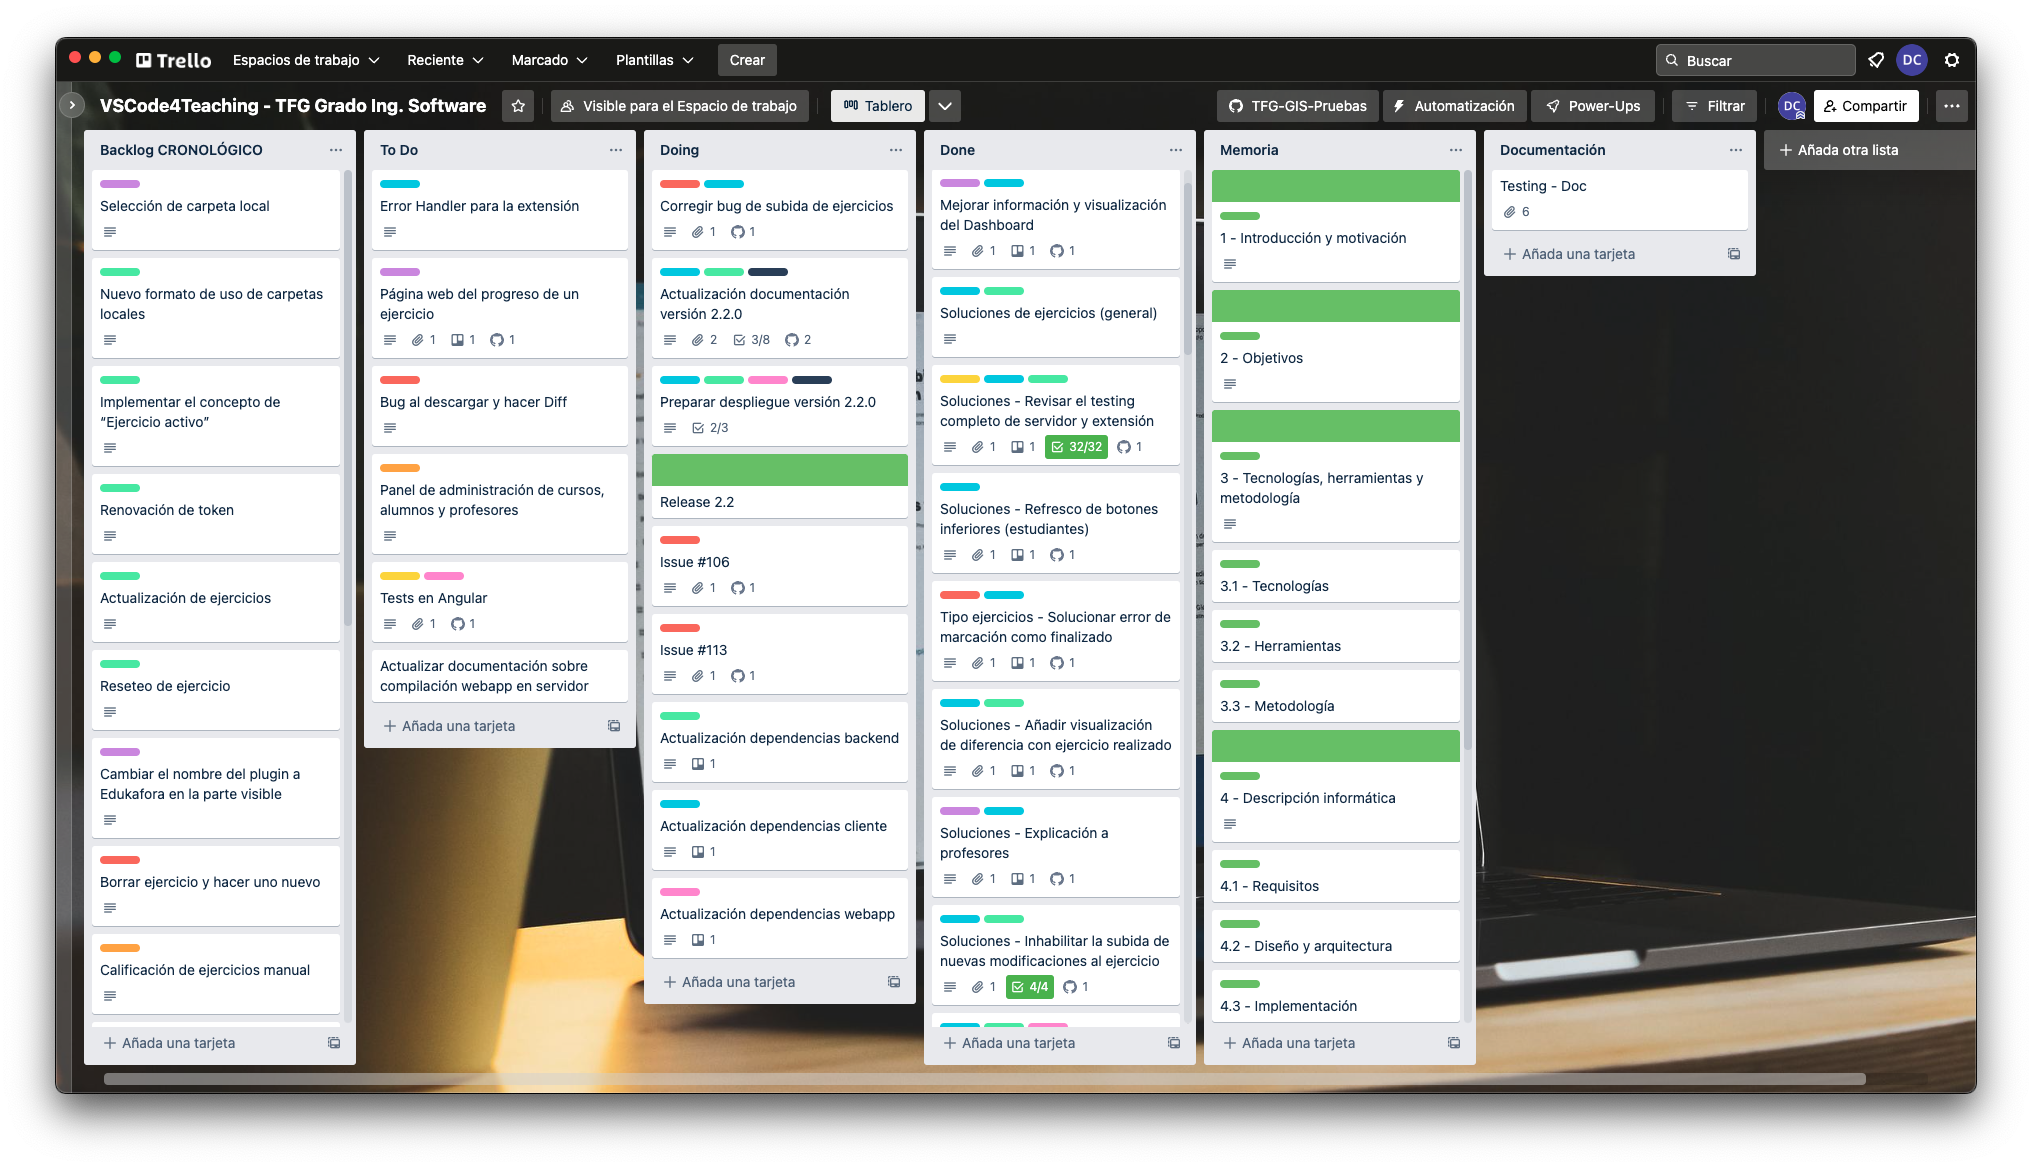 Trello
Espacios de trabajo
Reciente
Marcado
Plantillas
Crear
Buscar
DC
VSCode4Teaching - TFG Grado Ing. Software
Visible para el Espacio de trabajo
Tablero
TFG-GIS-Pruebas
Automatización
Power-Ups
Filtrar
DC
Compartir
Backlog CRONOLÓGICO
Selección de carpeta local
Nuevo formato de uso de carpetas
locales
Implementar el concepto de
“Ejercicio activo”
Renovación de token
Actualización de ejercicios
Reseteo de ejercicio
Cambiar el nombre del plugin a
Edukafora en la parte visible
Borrar ejercicio y hacer uno nuevo
Calificación de ejercicios manual
+ Añada una tarjeta
To Do
Error Handler para la extensión
Página web del progreso de un
ejercicio
1 1 1
Bug al descargar y hacer Diff
Panel de administración de cursos,
alumnos y profesores
Tests en Angular
1 1
Actualizar documentación sobre
compilación webapp en servidor
+ Añada una tarjeta
Doing
Corregir bug de subida de ejercicios
1 1
Actualización documentación
versión 2.2.0
2 3/8 2
Preparar despliegue versión 2.2.0
2/3
Release 2.2
Issue #106
1 1
Issue #113
1 1
Actualización dependencias backend
1
Actualización dependencias cliente
1
Actualización dependencias webapp
1
+ Añada una tarjeta
Done
Mejorar información y visualización
del Dashboard
1 1 1
Soluciones de ejercicios (general)
Soluciones - Revisar el testing
completo de servidor y extensión
1 1 32/32 1
Soluciones - Refresco de botones
inferiores (estudiantes)
1 1 1
Tipo ejercicios - Solucionar error de
marcación como finalizado
1 1 1
Soluciones - Añadir visualización
de diferencia con ejercicio realizado
1 1 1
Soluciones - Explicación a
profesores
1 1 1
Soluciones - Inhabilitar la subida de
nuevas modificaciones al ejercicio
1 4/4 1
+ Añada una tarjeta
Memoria
1 - Introducción y motivación
2 - Objetivos
3 - Tecnologías, herramientas y
metodología
3.1 - Tecnologías
3.2 - Herramientas
3.3 - Metodología
4 - Descripción informática
4.1 - Requisitos
4.2 - Diseño y arquitectura
4.3 - Implementación
+ Añada una tarjeta
Documentación
Testing - Doc
6
+ Añada una tarjeta
+ Añada otra lista